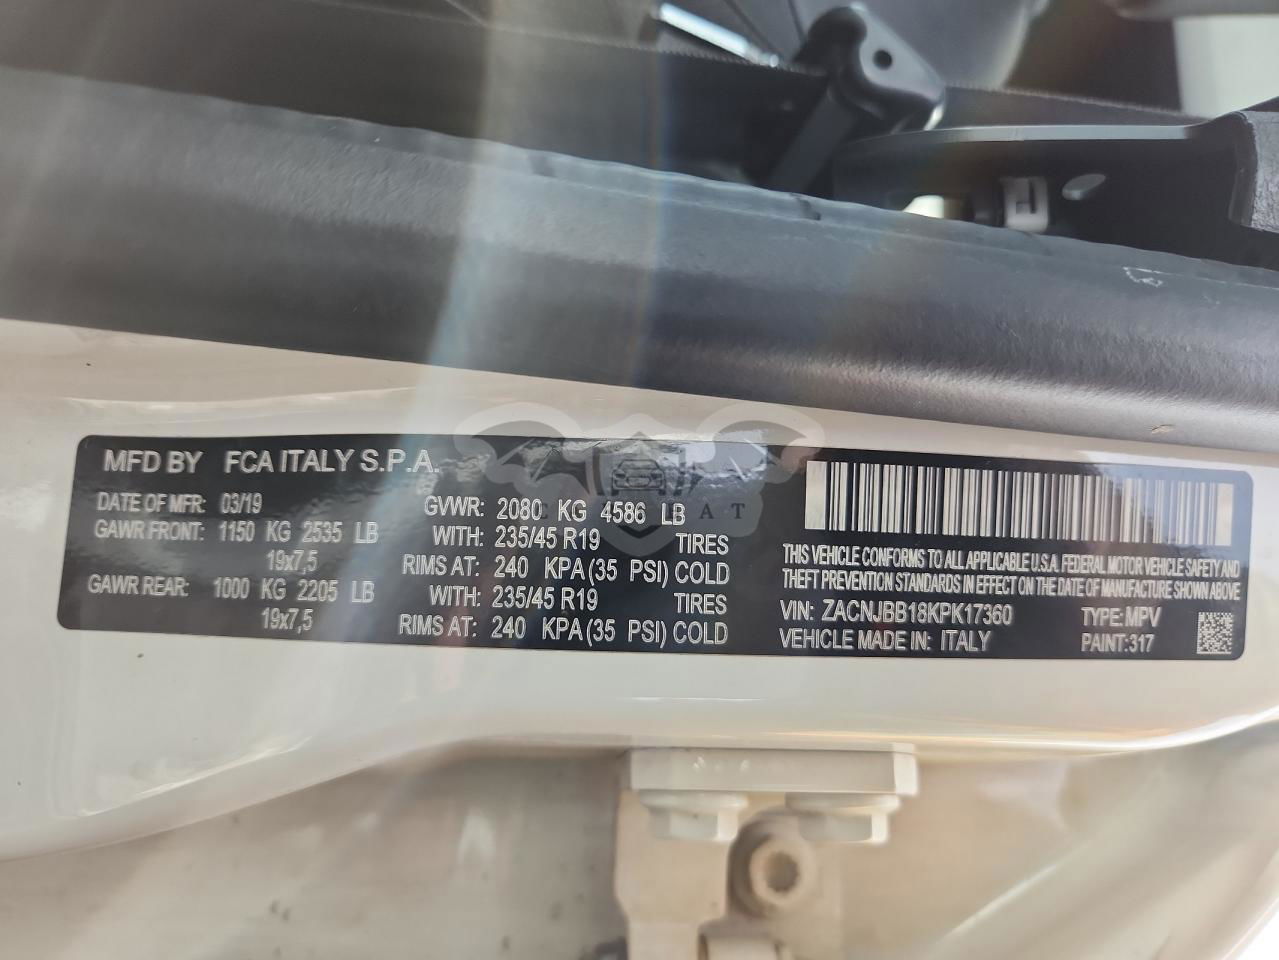 MFD BY FCA ITALY S.P.A.
DATE OF MFR: 03/19 GVWR: 2080 KG 4586 LB
GAWR FRONT: 1150 KG 2535 LB WITH: 235/45 R19 TIRES
19x7,5 RIMS AT: 240 KPA(35 PSI) COLD
GAWR REAR: 1000 KG 2205 LB WITH: 235/45 R19 TIRES
19x7,5 RIMS AT: 240 KPA(35 PSI) COLD
THIS VEHICLE CONFORMS TO ALL APPLICABLE U.S.A. FEDERAL MOTOR VEHICLE SAFETY AND
THEFT PREVENTION STANDARDS IN EFFECT ON THE DATE OF MANUFACTURE SHOWN ABOVE
VIN: ZACNJBB18KPK17360 TYPE: MPV
VEHICLE MADE IN: ITALY PAINT:317